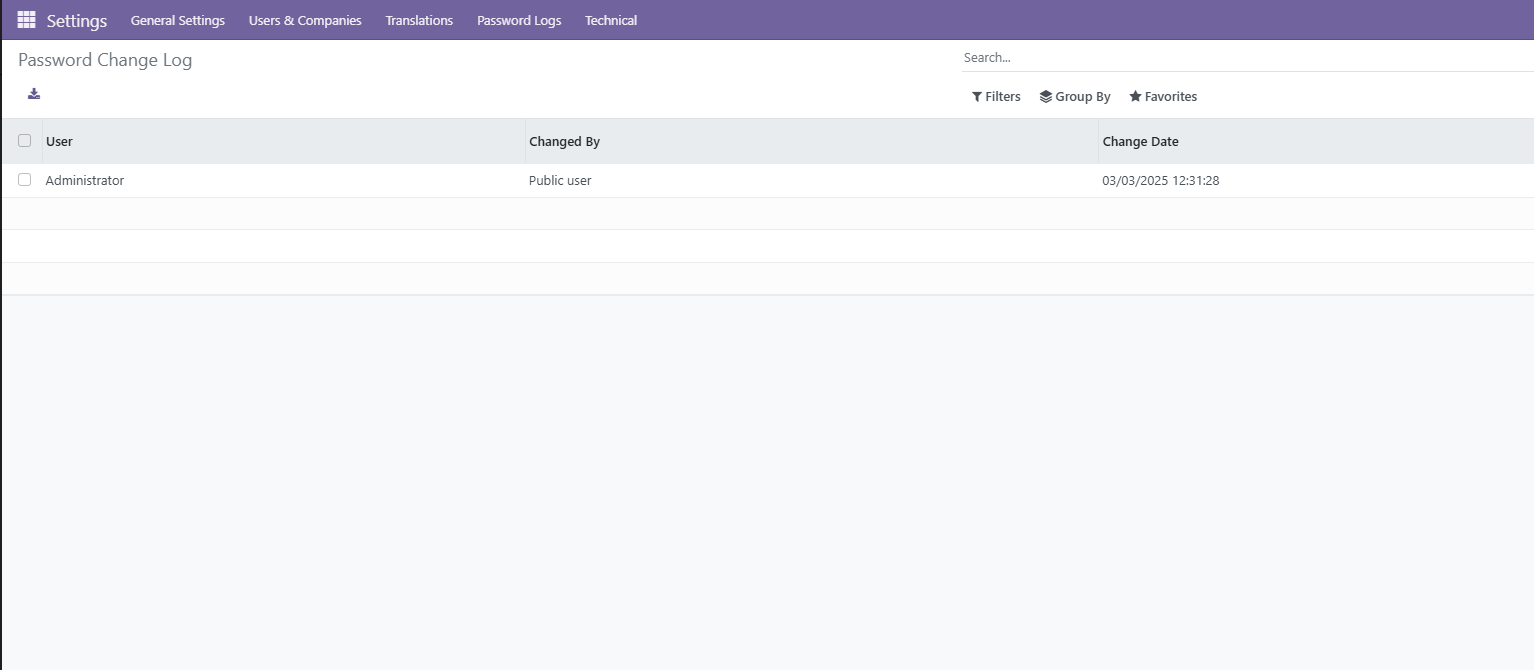 Settings General Settings Users & Companies Translations Password Logs Technical
Password Change Log Search...
Filters Group By Favorites
User Changed By Change Date
Administrator Public user 03/03/2025 12:31:28